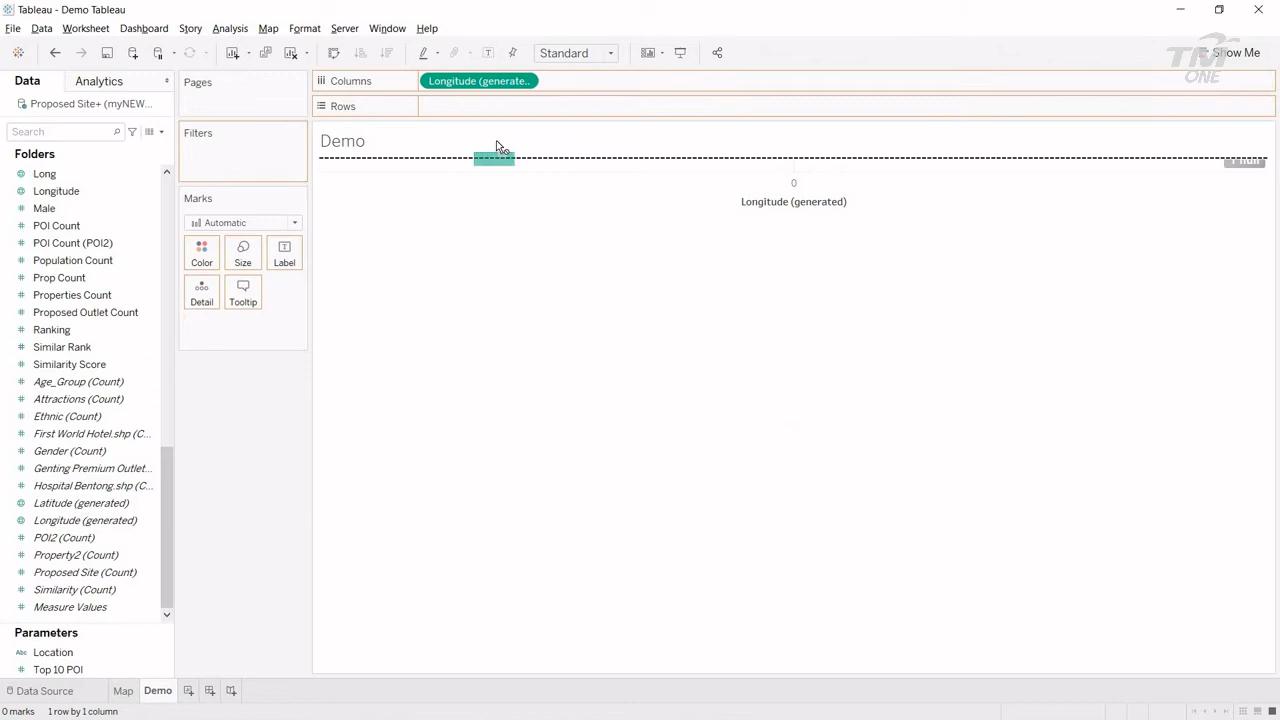 Tableau - Demo Tableau
File Data Worksheet Dashboard Story Analysis Map Format Server Window Help
Standard
Show Me
TM
ONE
Data Analytics
Proposed Site+ (myNEW...
Search
Folders
Long
Longitude
Male
POI Count
POI Count (POI2)
Population Count
Prop Count
Properties Count
Proposed Outlet Count
Ranking
Similar Rank
Similarity Score
Age_Group (Count)
Attractions (Count)
Ethnic (Count)
First World Hotel.shp (C...
Gender (Count)
Genting Premium Outlet...
Hospital Bentong.shp (C...
Latitude (generated)
Longitude (generated)
POI2 (Count)
Property2 (Count)
Proposed Site (Count)
Similarity (Count)
Measure Values
Parameters
Abc Location
Top 10 POI
Pages
Filters
Marks
Automatic
Color Size Label
Detail Tooltip
Columns Longitude (generate..
Rows
Demo
0
Longitude (generated)
Data Source Map Demo
0 marks 1 row by 1 column